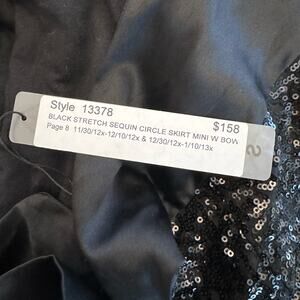 Style 13378 $158
BLACK STRETCH SEQUIN CIRCLE SKIRT MINI W BOW
Page 8 11/30/12x-12/10/12x & 12/30/12x-1/10/13x
S